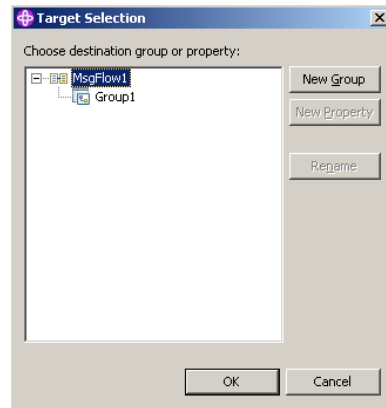 Target Selection
Choose destination group or property:
MsgFlow1
Group1
New Group
New Property
Rename
OK
Cancel